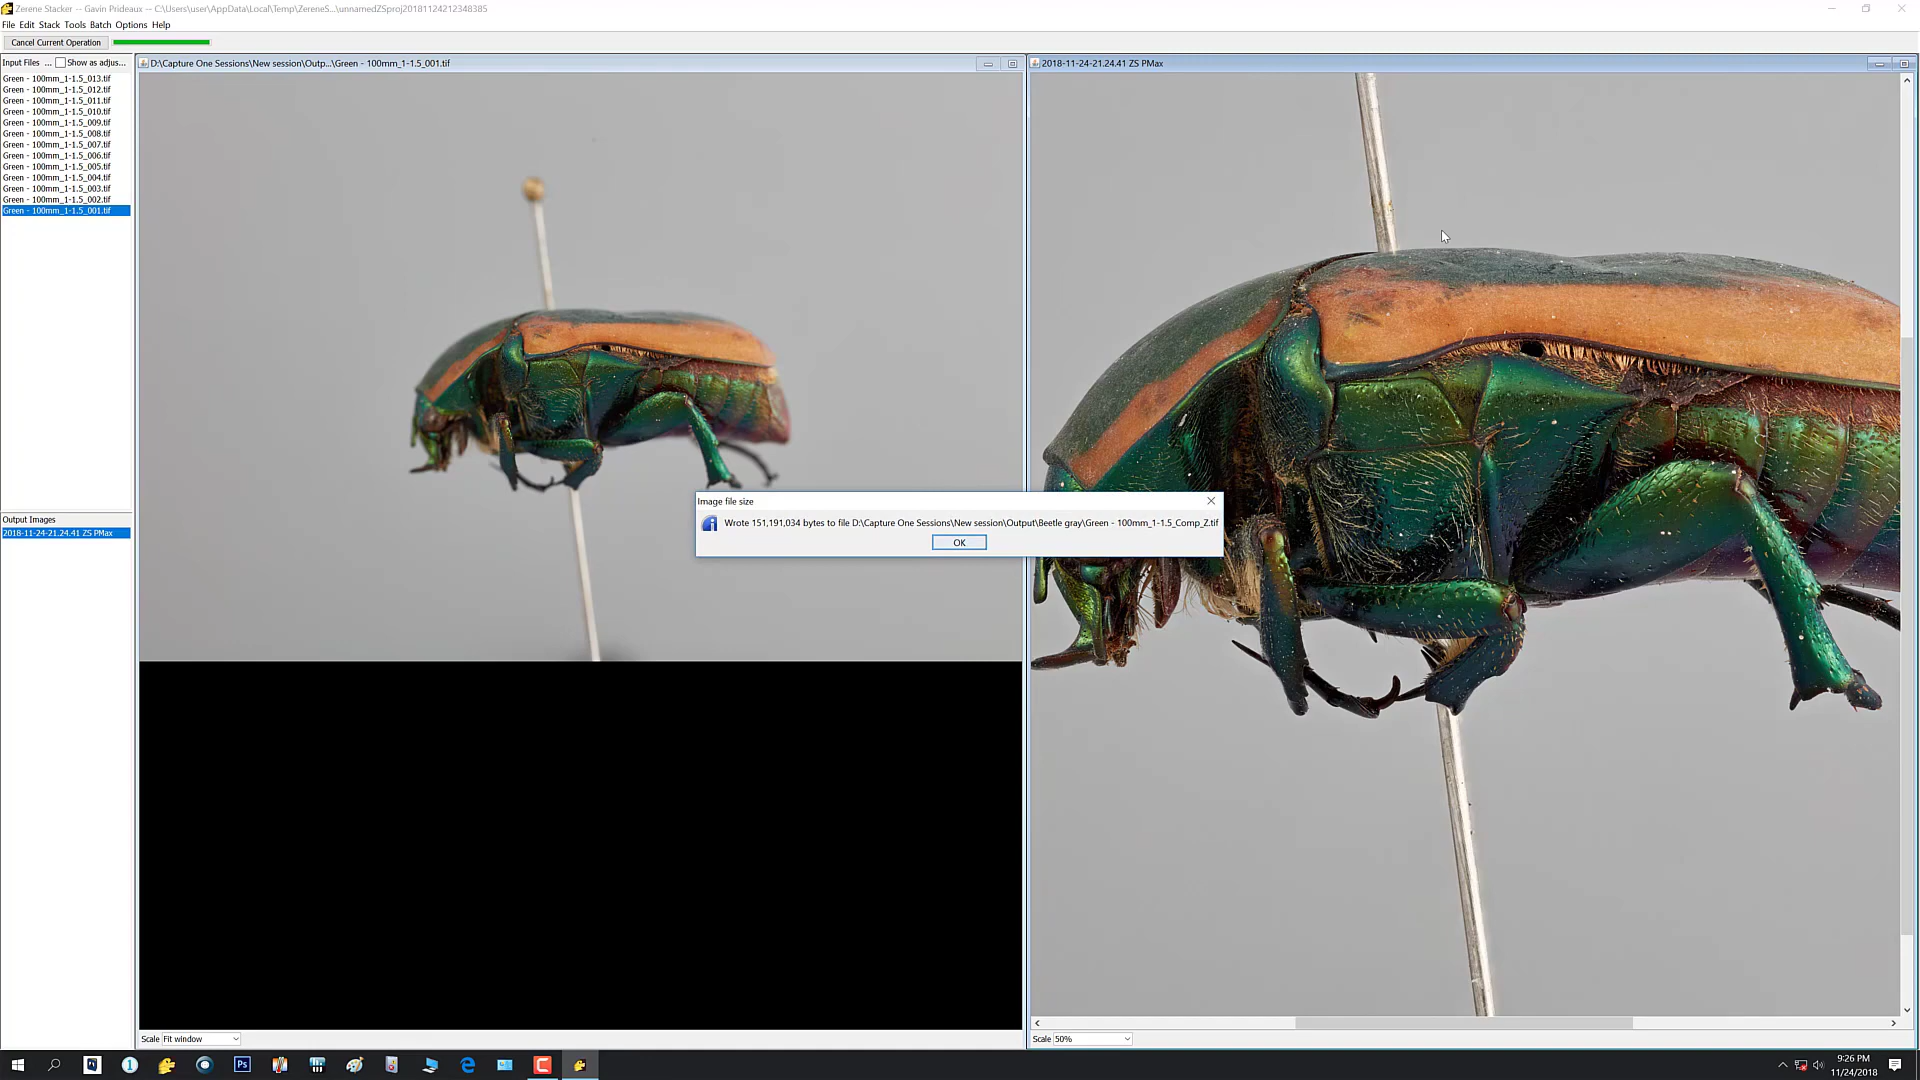 Zerene Stacker -- Gavin Prideaux -- C:\Users\user\AppData\Local\Temp\ZereneS...\unnamedZSproj20181124212348385
File Edit Stack Tools Batch Options Help
Cancel Current Operation
Input Files ... Show as adjus...
Green - 100mm_1-1.5_013.tif
Green - 100mm_1-1.5_012.tif
Green - 100mm_1-1.5_011.tif
Green - 100mm_1-1.5_010.tif
Green - 100mm_1-1.5_009.tif
Green - 100mm_1-1.5_008.tif
Green - 100mm_1-1.5_007.tif
Green - 100mm_1-1.5_006.tif
Green - 100mm_1-1.5_005.tif
Green - 100mm_1-1.5_004.tif
Green - 100mm_1-1.5_003.tif
Green - 100mm_1-1.5_002.tif
Green - 100mm_1-1.5_001.tif
Output Images
2018-11-24-21.24.41 ZS PMax
D:\Capture One Sessions\New session\Outp...\Green - 100mm_1-1.5_001.tif
2018-11-24-21.24.41 ZS PMax
Image file size
Wrote 151,191,034 bytes to file D:\Capture One Sessions\New session\Output\Beetle gray\Green - 100mm_1-1.5_Comp_Z.tif
OK
Scale Fit window
Scale 50%
Ps
9:26 PM
11/24/2018